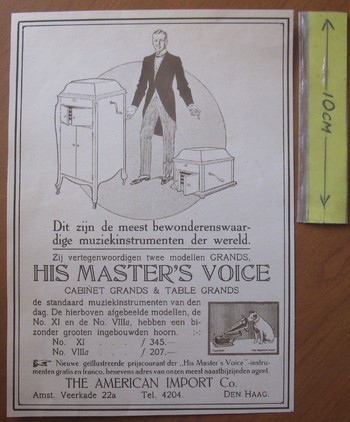 10CM
Dit zijn de meest bewonderenswaar-
dige muziekinstrumenten der wereld.
Zij vertegenwoordigen twee modellen GRANDS,
HIS MASTER'S VOICE
CABINET GRANDS & TABLE GRANDS
de standaard muziekinstrumenten van den
dag. De hierboven afgebeelde modellen, de
No. XI en de No. VIIIa, hebben een bi-
zonder grooten ingebouwden hoorn. :-:
No. XI f 345.—
No. VIIIa f 207.—
Nieuwe geïllustreerde prijscourant der „His Master's Voice"-instru-
menten gratis en franco, benevens adres van onzen meest naastbijzijnden agent.
THE AMERICAN IMPORT Co.
Amst. Veerkade 22a Tel. 4204. DEN HAAG.